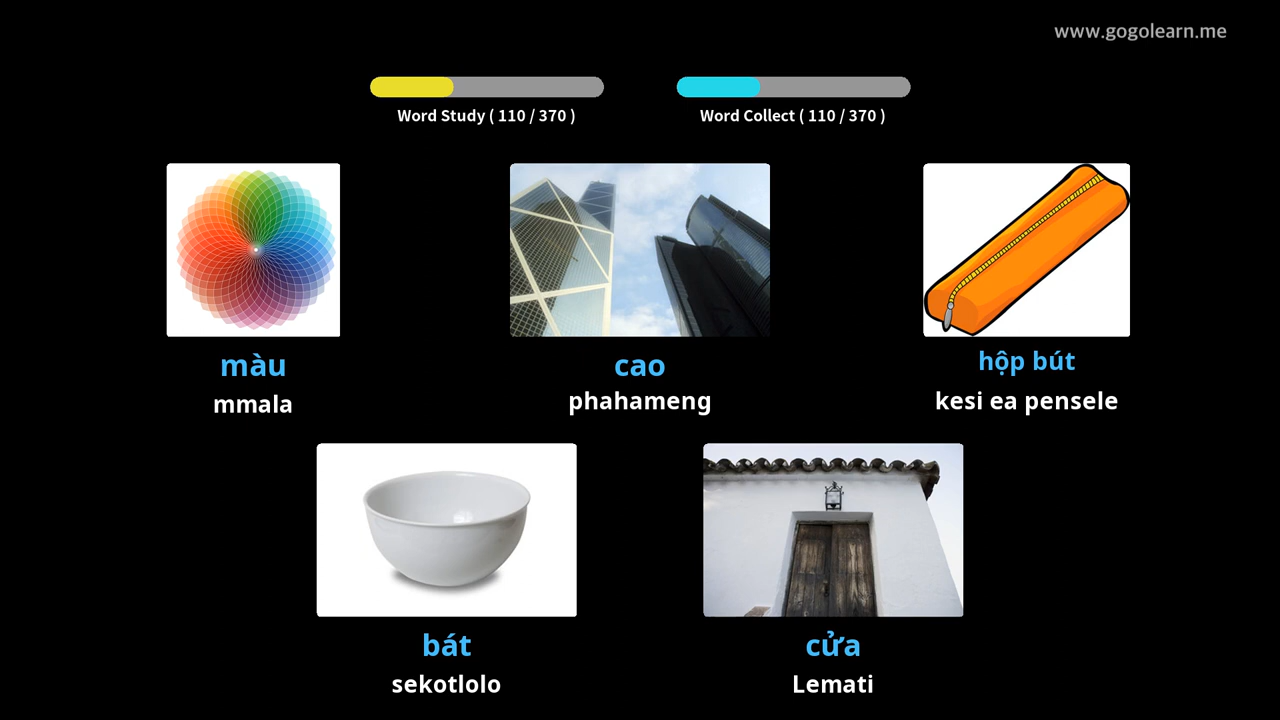 www.gogolearn.me
Word Study ( 110 / 370 )
Word Collect ( 110 / 370 )
màu
mmala
cao
phahameng
hộp bút
kesi ea pensele
bát
sekotlolo
cửa
Lemati